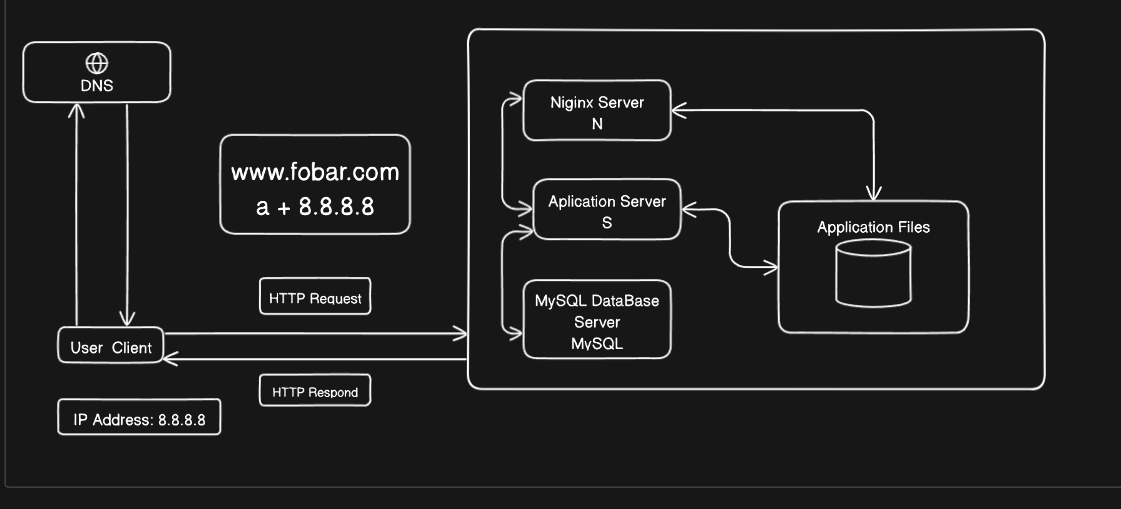 DNS
www.fobar.com
a + 8.8.8.8
HTTP Request
User Client
HTTP Respond
IP Address: 8.8.8.8
Niginx Server
N
Aplication Server
S
MySQL DataBase
Server
MySQL
Application Files